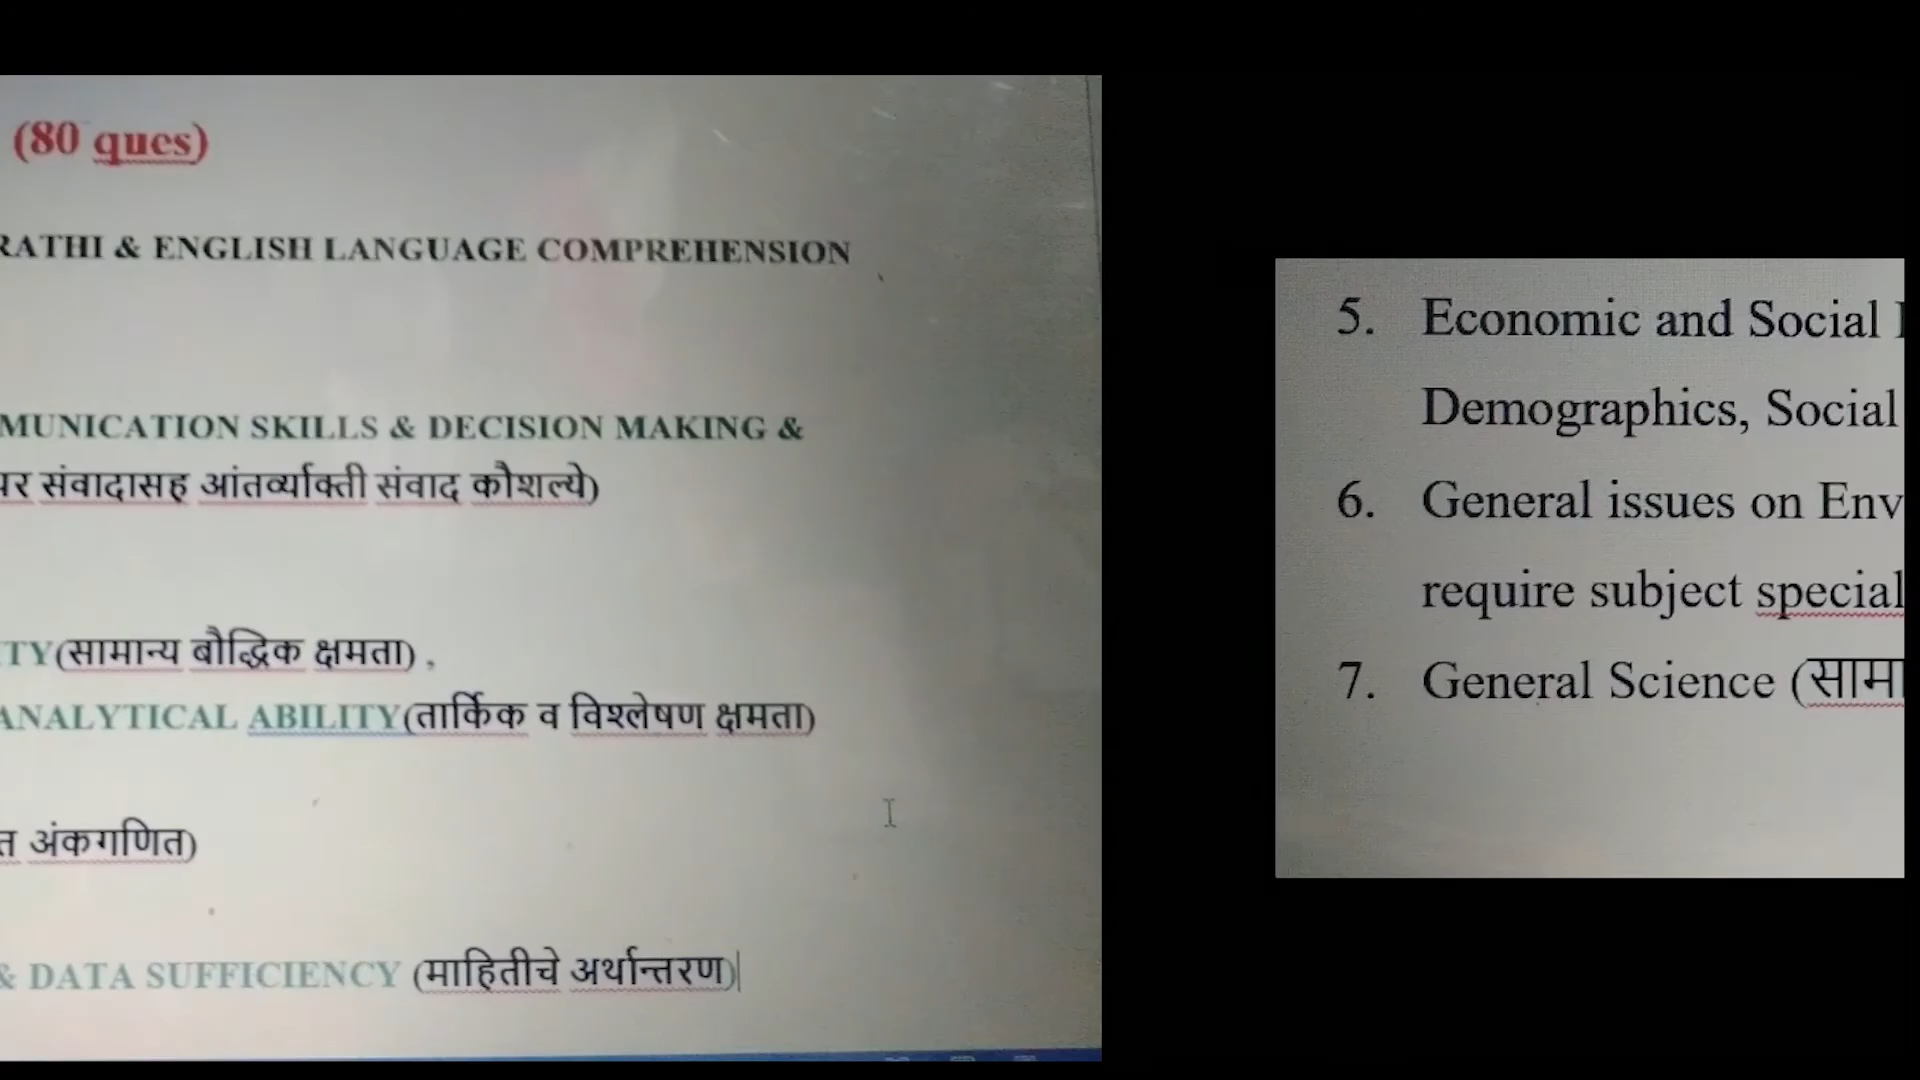 (80 ques)
RATHI & ENGLISH LANGUAGE COMPREHENSION
MUNICATION SKILLS & DECISION MAKING &
पर संवादासह आंतर्व्याक्ती संवाद कौशल्ये)
TY(सामान्य बौद्धिक क्षमता) ,
ANALYTICAL ABILITY(तार्किक व विश्लेषण क्षमता)
त अंकगणित)
& DATA SUFFICIENCY (माहितीचे अर्थान्तरण)
5. Economic and Social
Demographics, Social
6. General issues on Env
require subject special
7. General Science (सामा